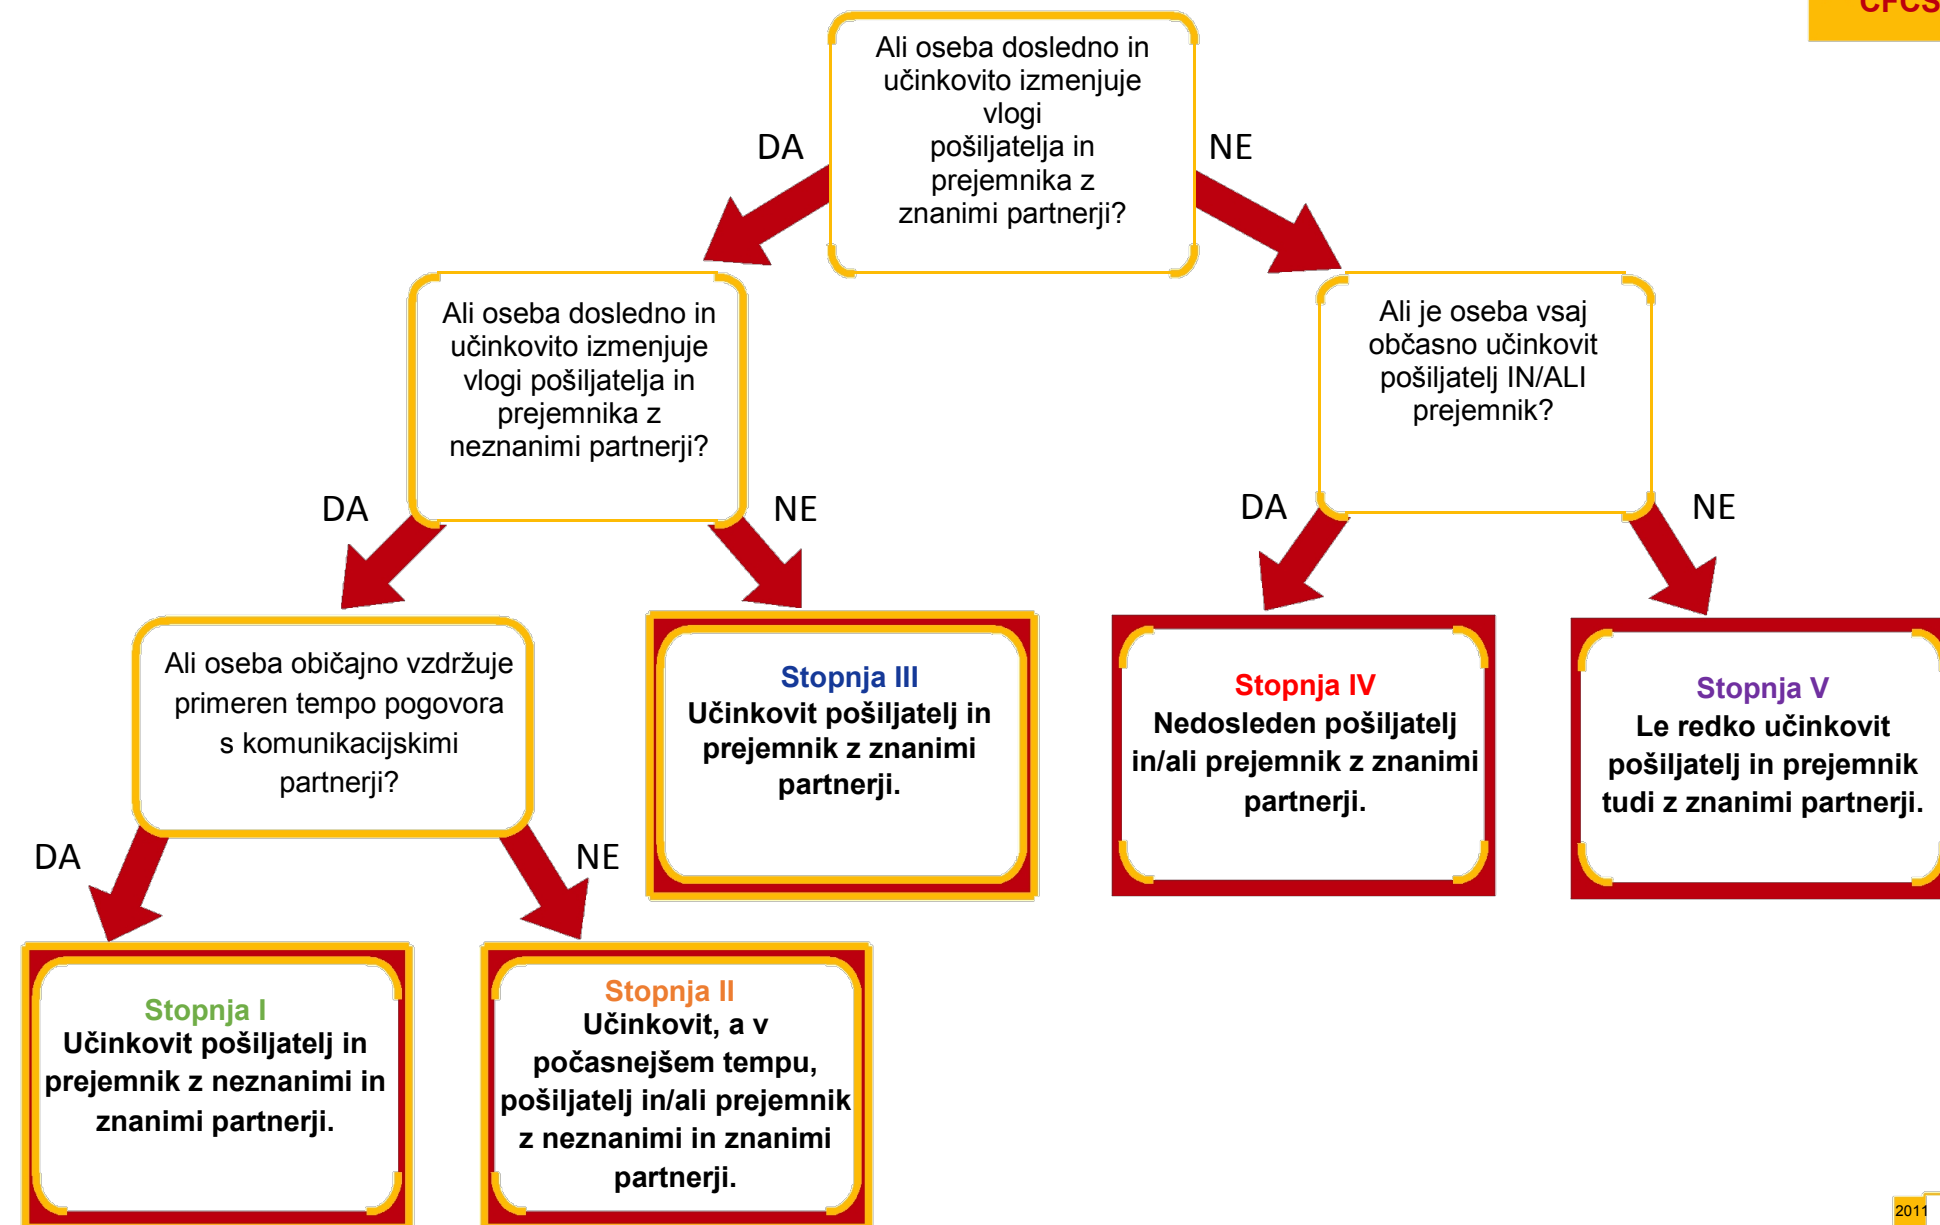 CFCS
Ali oseba dosledno in
učinkovito izmenjuje
vlogi
pošiljatelja in
prejemnika z
znanimi partnerji?
DA
NE
Ali oseba dosledno in
učinkovito izmenjuje
vlogi pošiljatelja in
prejemnika z
neznanimi partnerji?
Ali je oseba vsaj
občasno učinkovit
pošiljatelj IN/ALI
prejemnik?
DA
NE
DA
NE
Ali oseba običajno vzdržuje
primeren tempo pogovora
s komunikacijskimi
partnerji?
Stopnja III
Učinkovit pošiljatelj in
prejemnik z znanimi
partnerji.
Stopnja IV
Nedosleden pošiljatelj
in/ali prejemnik z znanimi
partnerji.
Stopnja V
Le redko učinkovit
pošiljatelj in prejemnik
tudi z znanimi partnerji.
DA
NE
Stopnja I
Učinkovit pošiljatelj in
prejemnik z neznanimi in
znanimi partnerji.
Stopnja II
Učinkovit, a v
počasnejšem tempu,
pošiljatelj in/ali prejemnik
z neznanimi in znanimi
partnerji.
2011